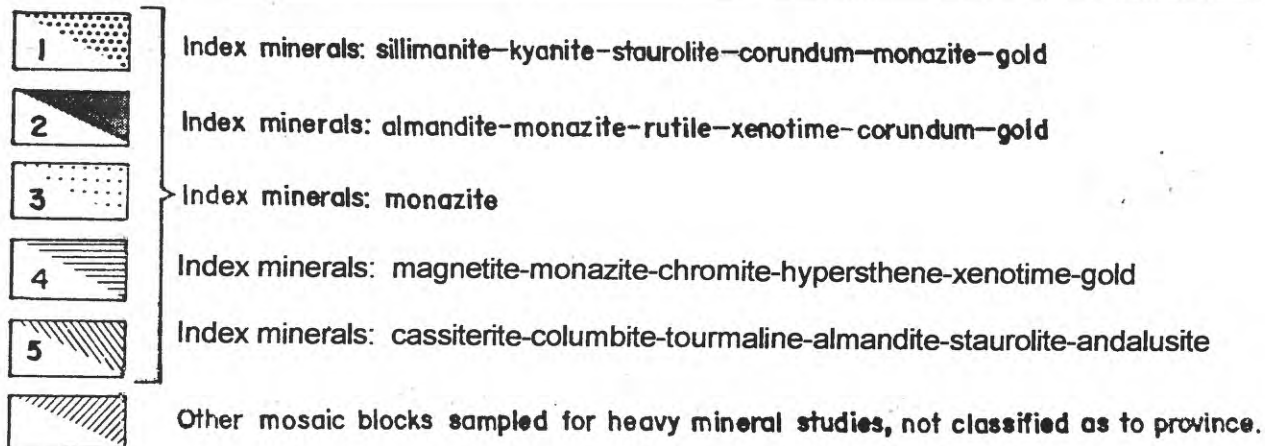 1 Index minerals: sillimanite-kyanite-staurolite-corundum-monazite-gold
2 Index minerals: almandite-monazite-rutile-xenotime-corundum-gold
3 Index minerals: monazite
4 Index minerals: magnetite-monazite-chromite-hypersthene-xenotime-gold
5 Index minerals: cassiterite-columbite-tourmaline-almandite-staurolite-andalusite
Other mosaic blocks sampled for heavy mineral studies, not classified as to province.